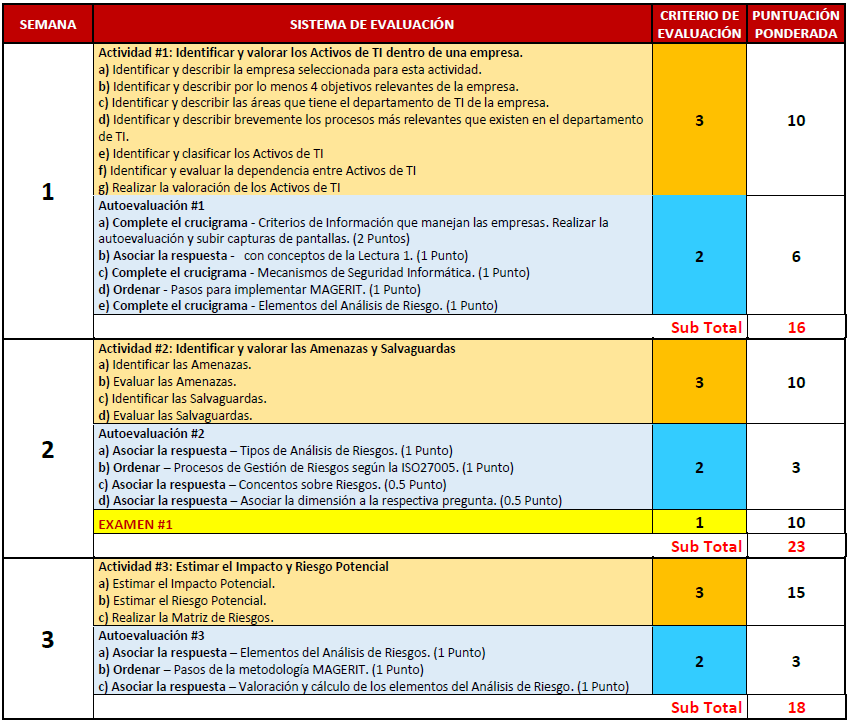 SEMANA
SISTEMA DE EVALUACIÓN
CRITERIO DE EVALUACIÓN
PUNTUACIÓN PONDERADA
1
Actividad #1: Identificar y valorar los Activos de TI dentro de una empresa.
a) Identificar y describir la empresa seleccionada para esta actividad.
b) Identificar y describir por lo menos 4 objetivos relevantes de la empresa.
c) Identificar y describir las áreas que tiene el departamento de TI de la empresa.
d) Identificar y describir brevemente los procesos más relevantes que existen en el departamento
de TI.
e) Identificar y clasificar los Activos de TI
f) Identificar y evaluar la dependencia entre Activos de TI
g) Realizar la valoración de los Activos de TI
3
10
Autoevaluación #1
a) Complete el crucigrama - Criterios de Información que manejan las empresas. Realizar la
autoevaluación y subir capturas de pantallas. (2 Puntos)
b) Asociar la respuesta - con conceptos de la Lectura 1. (1 Punto)
c) Complete el crucigrama - Mecanismos de Seguridad Informática. (1 Punto)
d) Ordenar - Pasos para implementar MAGERIT. (1 Punto)
e) Complete el crucigrama - Elementos del Análisis de Riesgo. (1 Punto)
2
6
Sub Total
16
2
Actividad #2: Identificar y valorar las Amenazas y Salvaguardas
a) Identificar las Amenazas.
b) Evaluar las Amenazas.
c) Identificar las Salvaguardas.
d) Evaluar las Salvaguardas.
3
10
Autoevaluación #2
a) Asociar la respuesta – Tipos de Análisis de Riesgos. (1 Punto)
b) Ordenar – Procesos de Gestión de Riesgos según la ISO27005. (1 Punto)
c) Asociar la respuesta – Concentos sobre Riesgos. (0.5 Punto)
d) Asociar la respuesta – Asociar la dimensión a la respectiva pregunta. (0.5 Punto)
2
3
EXAMEN #1
1
10
Sub Total
23
3
Actividad #3: Estimar el Impacto y Riesgo Potencial
a) Estimar el Impacto Potencial.
b) Estimar el Riesgo Potencial.
c) Realizar la Matriz de Riesgos.
3
15
Autoevaluación #3
a) Asociar la respuesta – Elementos del Análisis de Riesgos. (1 Punto)
b) Ordenar – Pasos de la metodología MAGERIT. (1 Punto)
c) Asociar la respuesta – Valoración y cálculo de los elementos del Análisis de Riesgo. (1 Punto)
2
3
Sub Total
18